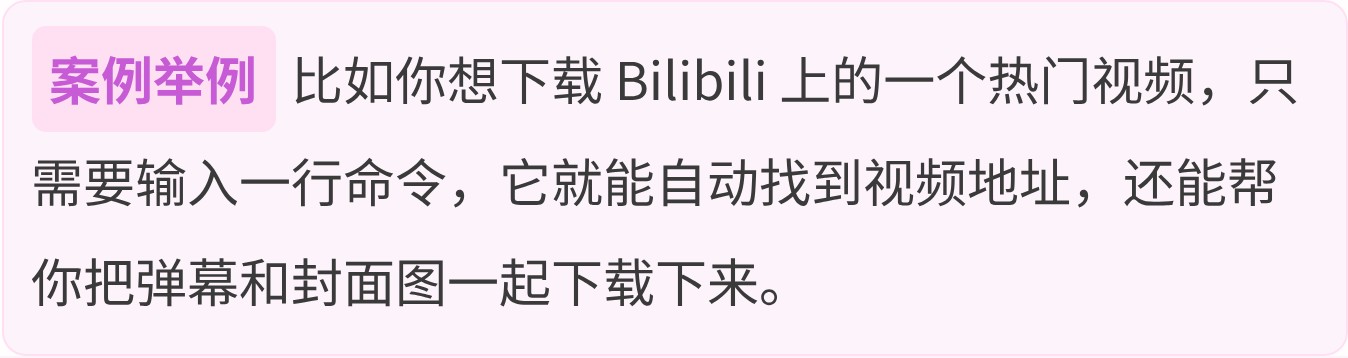 案例举例 比如你想下载 Bilibili 上的一个热门视频，只
需要输入一行命令，它就能自动找到视频地址，还能帮
你把弹幕和封面图一起下载下来。